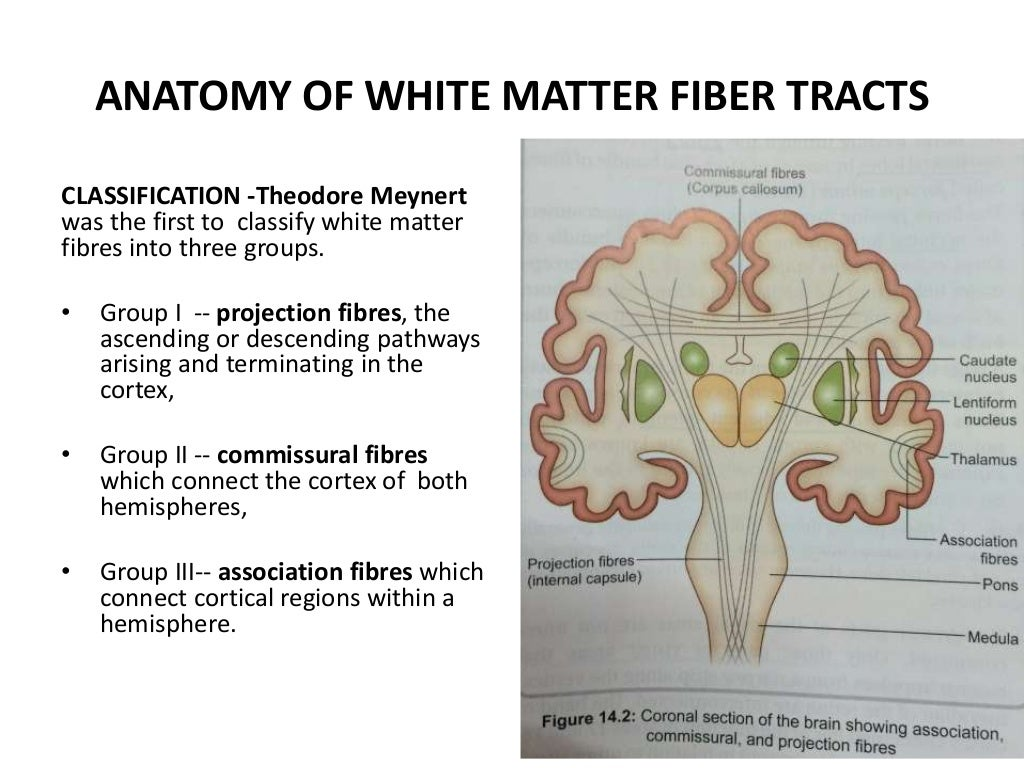 ANATOMY OF WHITE MATTER FIBER TRACTS
CLASSIFICATION -Theodore Meynert
was the first to classify white matter
fibres into three groups.
• Group I -- projection fibres, the
ascending or descending pathways
arising and terminating in the
cortex,
• Group II -- commissural fibres
which connect the cortex of both
hemispheres,
• Group III-- association fibres which
connect cortical regions within a
hemisphere.
Commissural fibres
(Corpus callosum)
Caudate
nucleus
Lentiform
nucleus
Thalamus
Association
fibres
Pons
Medula
Projection fibres
(internal capsule)
Figure 14.2: Coronal section of the brain showing association,
commissural, and projection fibres